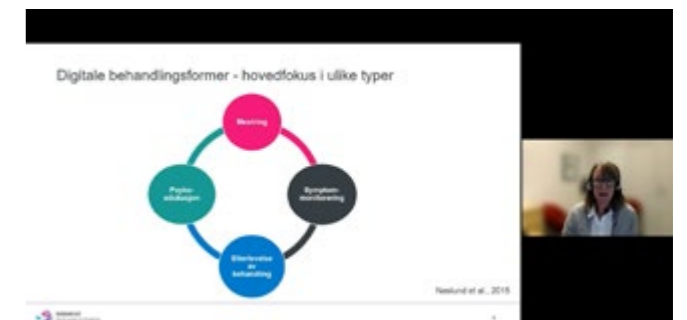 Digitale behandlingsformer - hovedfokus i ulike typer
Mestring
Psyko-
edukasjon
Symptom-
monitorering
Etterlevelse
av
behandling
Naslund et al., 2015